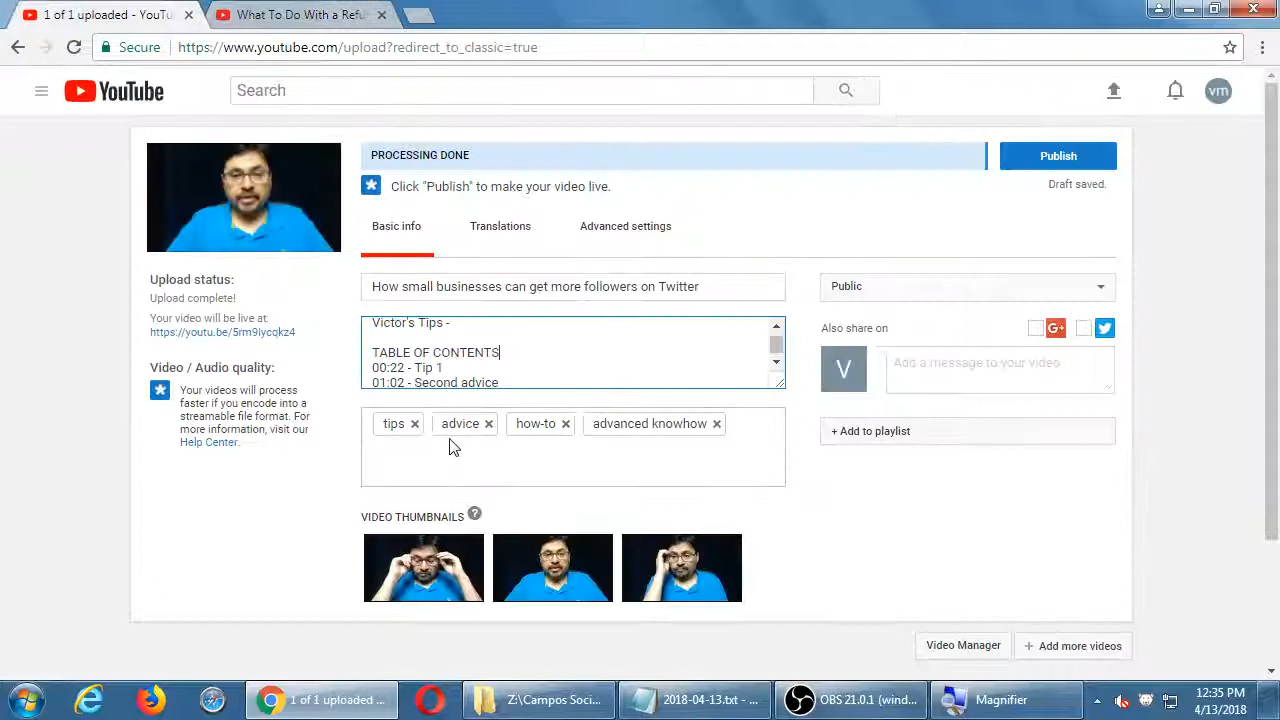 1 of 1 uploaded - YouTu
What To Do With a Refu
Secure
https://www.youtube.com/upload?redirect_to_classic=true
YouTube
Search
vm
PROCESSING DONE
Publish
Click "Publish" to make your video live.
Draft saved.
Basic info
Translations
Advanced settings
Upload status:
Upload complete!
Your video will be live at:
https://youtu.be/5rm9Iycqkz4
How small businesses can get more followers on Twitter
Public
Victor's Tips -
TABLE OF CONTENTS
00:22 - Tip 1
01:02 - Second advice
Also share on
G+
V
Add a message to your video
Video / Audio quality:
Your videos will process
faster if you encode into a
streamable file format. For
more information, visit our
Help Center.
tips
advice
how-to
advanced knowhow
+ Add to playlist
VIDEO THUMBNAILS
?
Video Manager
+ Add more videos
1 of 1 uploaded ...
Z:\Campos Soci...
2018-04-13.txt - ...
OBS 21.0.1 (wind...
Magnifier
12:35 PM
4/13/2018